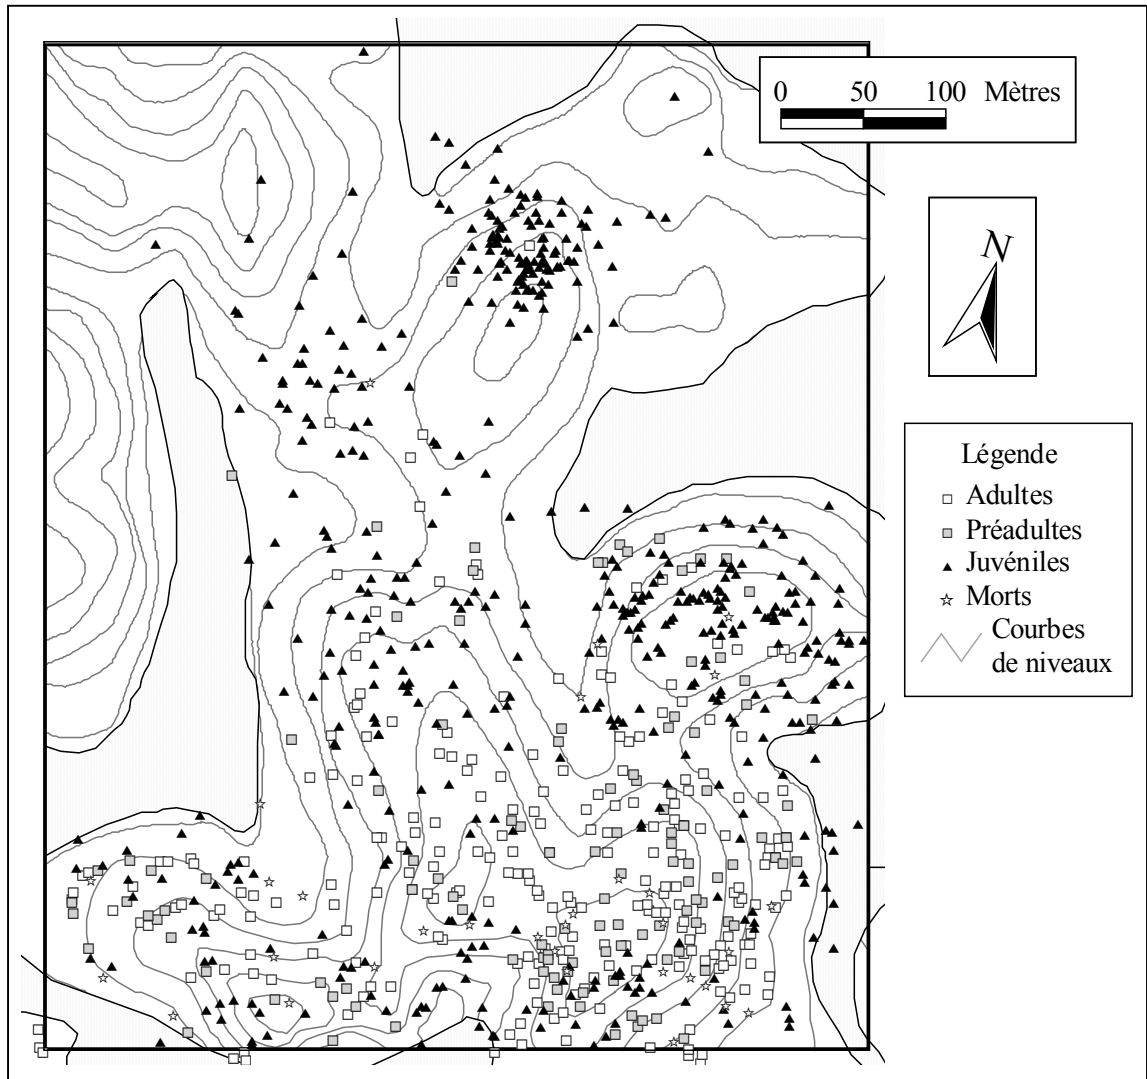 0 50 100 Mètres
N
Légende
Adultes
Préadultes
Juvéniles
Morts
Courbes
de niveaux